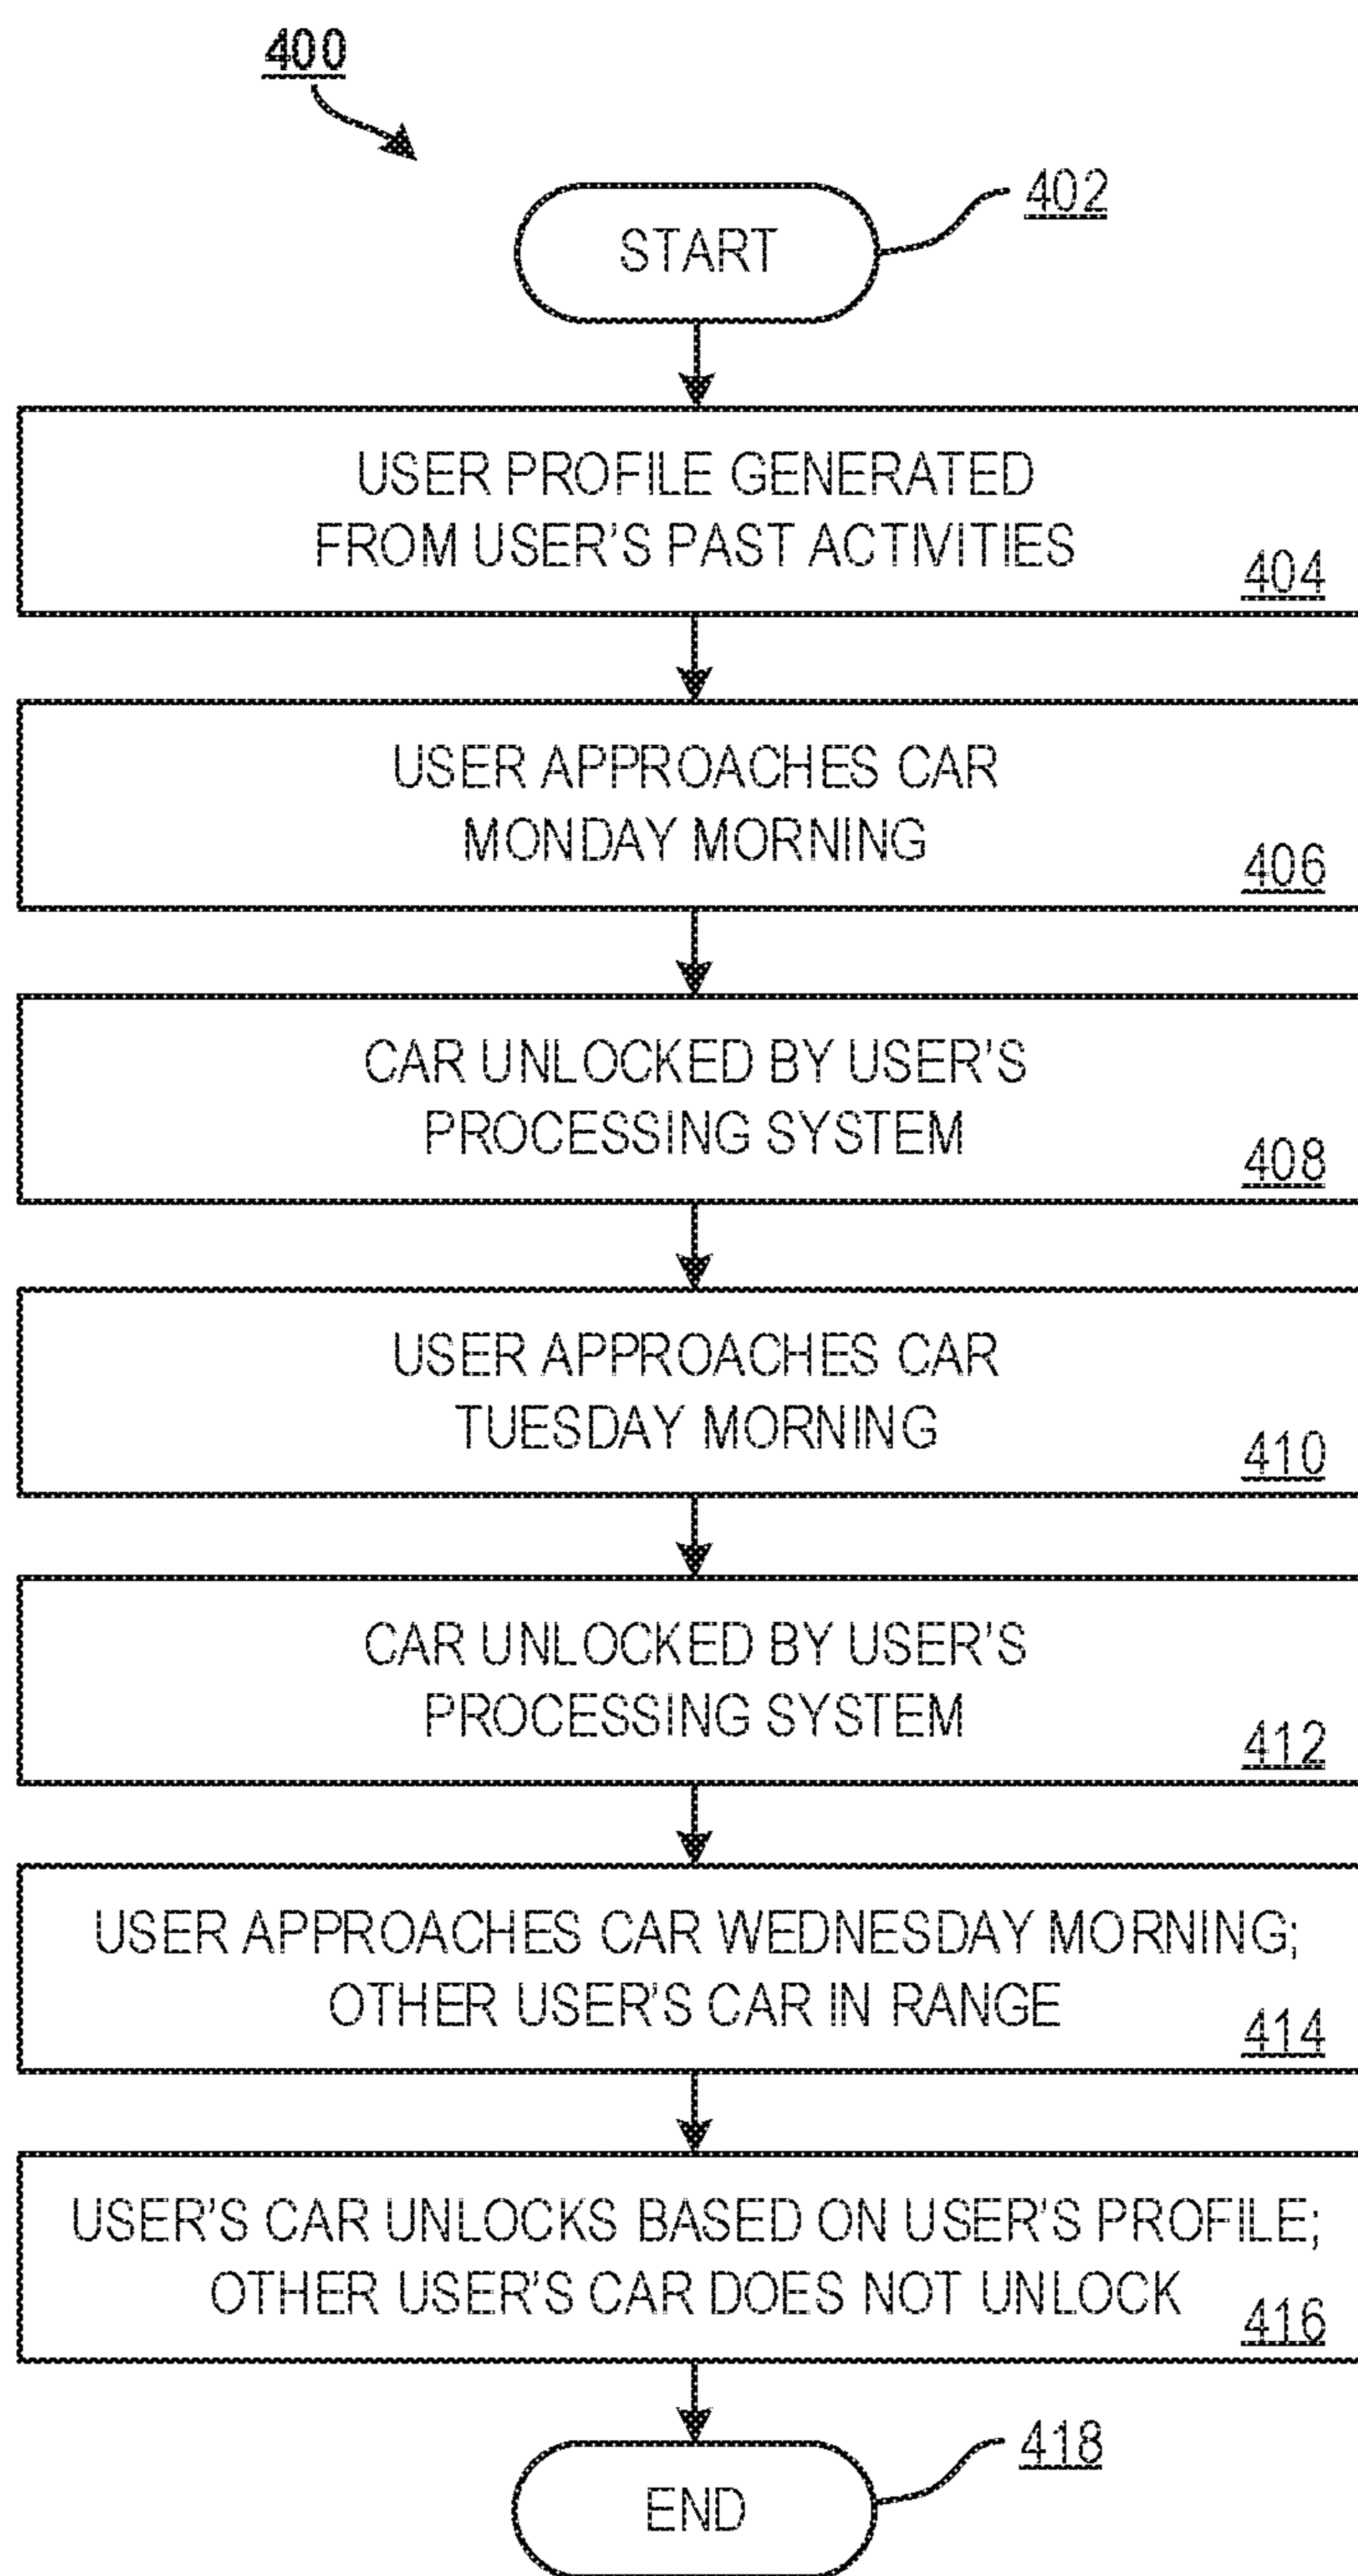 400
402
START
USER PROFILE GENERATED
FROM USER'S PAST ACTIVITIES
404
USER APPROACHES CAR
MONDAY MORNING
406
CAR UNLOCKED BY USER'S
PROCESSING SYSTEM
408
USER APPROACHES CAR
TUESDAY MORNING
410
CAR UNLOCKED BY USER'S
PROCESSING SYSTEM
412
USER APPROACHES CAR WEDNESDAY MORNING;
OTHER USER'S CAR IN RANGE
414
USER'S CAR UNLOCKS BASED ON USER'S PROFILE;
OTHER USER'S CAR DOES NOT UNLOCK
416
418
END